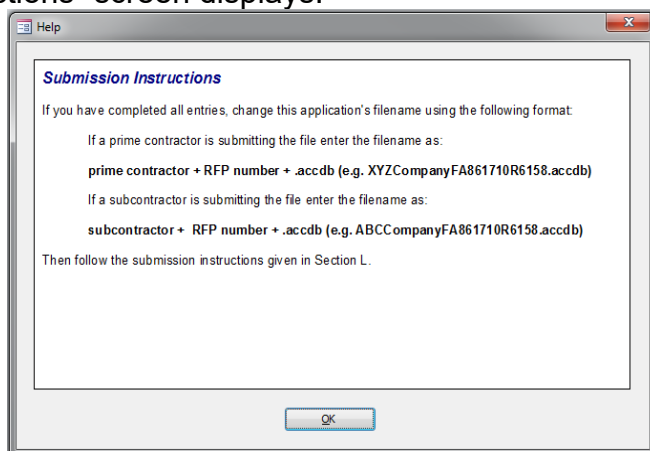 screen displays.
Help
Submission Instructions
If you have completed all entries, change this application's filename using the following format:
If a prime contractor is submitting the file enter the filename as:
prime contractor + RFP number + .accdb (e.g. XYZCompanyFA861710R6158.accdb)
If a subcontractor is submitting the file enter the filename as:
subcontractor + RFP number + .accdb (e.g. ABCCompanyFA861710R6158.accdb)
Then follow the submission instructions given in Section L.
OK